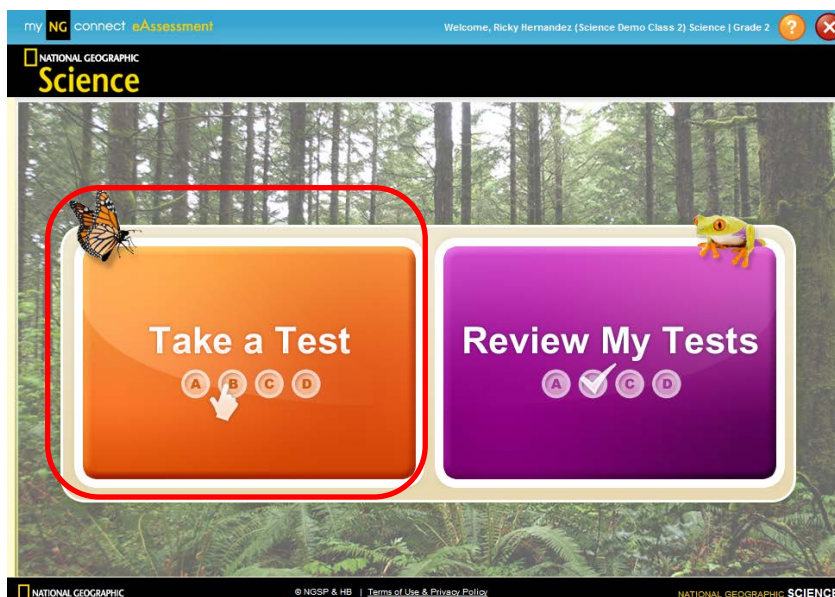 my NG connect eAssessment
Welcome, Ricky Hernandez (Science Demo Class 2) Science | Grade 2 ?
NATIONAL GEOGRAPHIC
Science
Take a Test
A B C D
Review My Tests
A C D
NATIONAL GEOGRAPHIC
© NGSP & HB | Terms of Use & Privacy Policy
NATIONAL GEOGRAPHIC SCIENCE